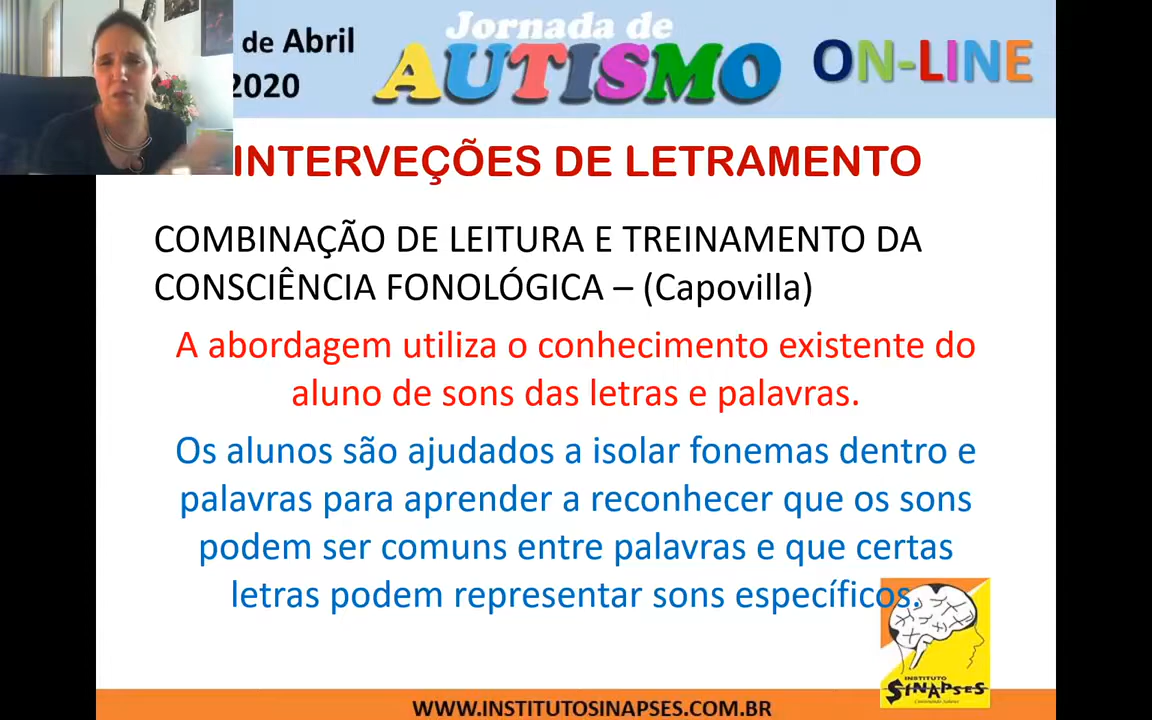 de Abril
2020
Jornada de
AUTISMO
ON-LINE
INTERVEÇÕES DE LETRAMENTO
COMBINAÇÃO DE LEITURA E TREINAMENTO DA
CONSCIÊNCIA FONOLÓGICA – (Capovilla)
A abordagem utiliza o conhecimento existente do
aluno de sons das letras e palavras.
Os alunos são ajudados a isolar fonemas dentro e
palavras para aprender a reconhecer que os sons
podem ser comuns entre palavras e que certas
letras podem representar sons específicos.
INSTITUTO
SINAPSES
WWW.INSTITUTOSINAPSES.COM.BR